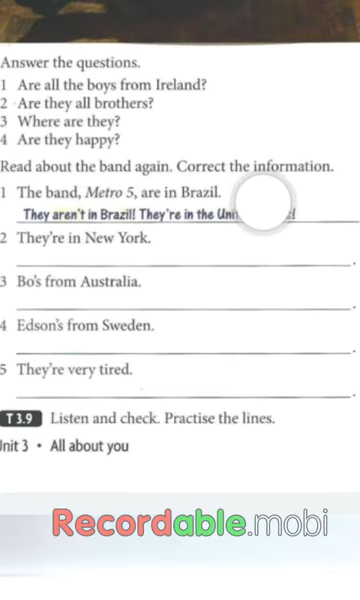 Answer the questions.
1 Are all the boys from Ireland?
2 Are they all brothers?
3 Where are they?
4 Are they happy?
Read about the band again. Correct the information.
1 The band, Metro 5, are in Brazil.
They aren't in Brazil! They're in the
2 They're in New York.
3 Bo's from Australia.
4 Edson's from Sweden.
5 They're very tired.
T 3.9 Listen and check. Practise the lines.
Unit 3 • All about you
Recordable.mobi